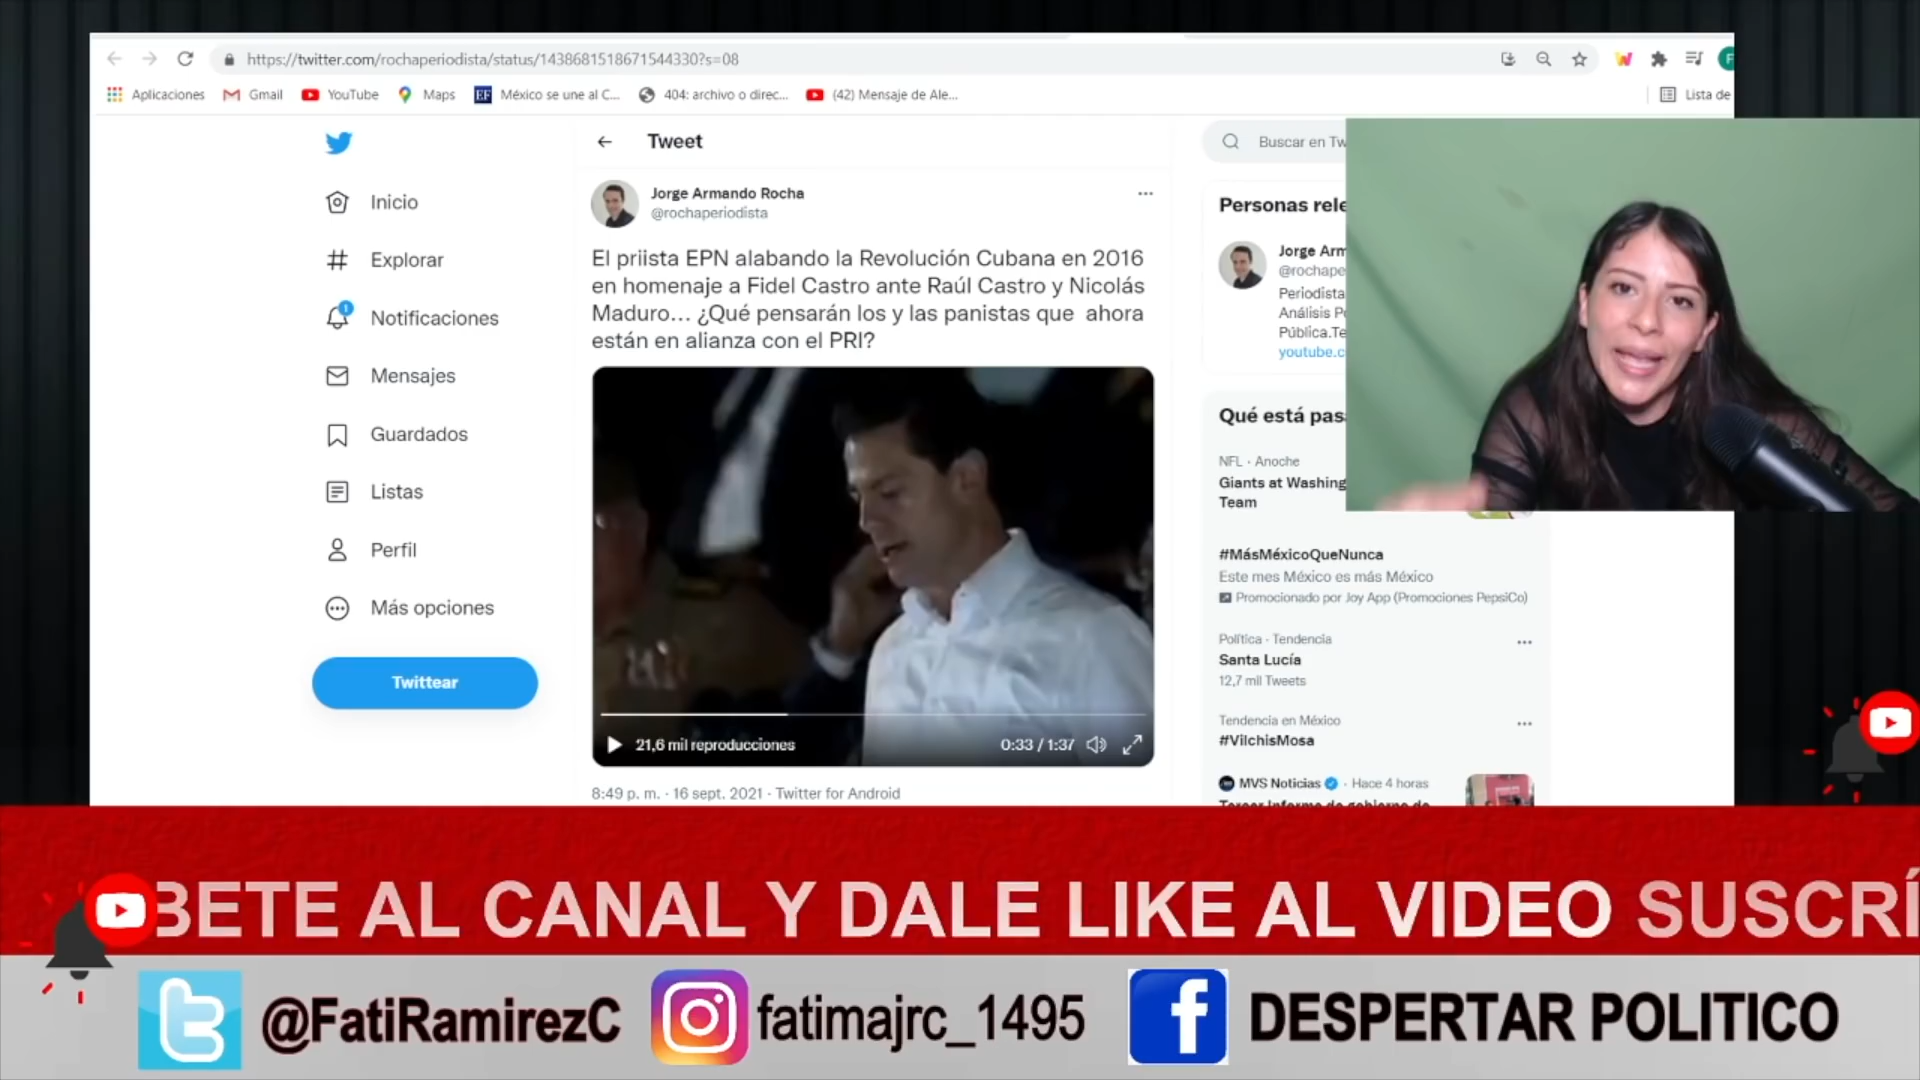 https://twitter.com/rochaperiodista/status/1438681518671544330?s=08
Aplicaciones
Gmail
YouTube
Maps
EF México se une al C...
404: archivo o direc...
(42) Mensaje de Ale...
Lista de
Inicio
Explorar
1
Notificaciones
Mensajes
Guardados
Listas
Perfil
Más opciones
Twittear
Tweet
Jorge Armando Rocha
@rochaperiodista
El priista EPN alabando la Revolución Cubana en 2016
en homenaje a Fidel Castro ante Raúl Castro y Nicolás
Maduro... ¿Qué pensarán los y las panistas que ahora
están en alianza con el PRI?
21,6 mil reproducciones
0:33 / 1:37
8:49 p. m. · 16 sept. 2021 · Twitter for Android
Buscar en Tw
Personas rele
Jorge Arm
@rochape
Periodista
Análisis P
Pública.Te
youtube.c
Qué está pas
NFL · Anoche
Giants at Washing
Team
#MásMéxicoQueNunca
Este mes México es más México
Promocionado por Joy App (Promociones PepsiCo)
Política · Tendencia
Santa Lucía
12,7 mil Tweets
Tendencia en México
#VilchisMosa
MVS Noticias · Hace 4 horas
Tercer Informe de gobierno de
BETE AL CANAL Y DALE LIKE AL VIDEO SUSCRÍ
@FatiRamirezC
fatimajrc_1495
DESPERTAR POLITICO